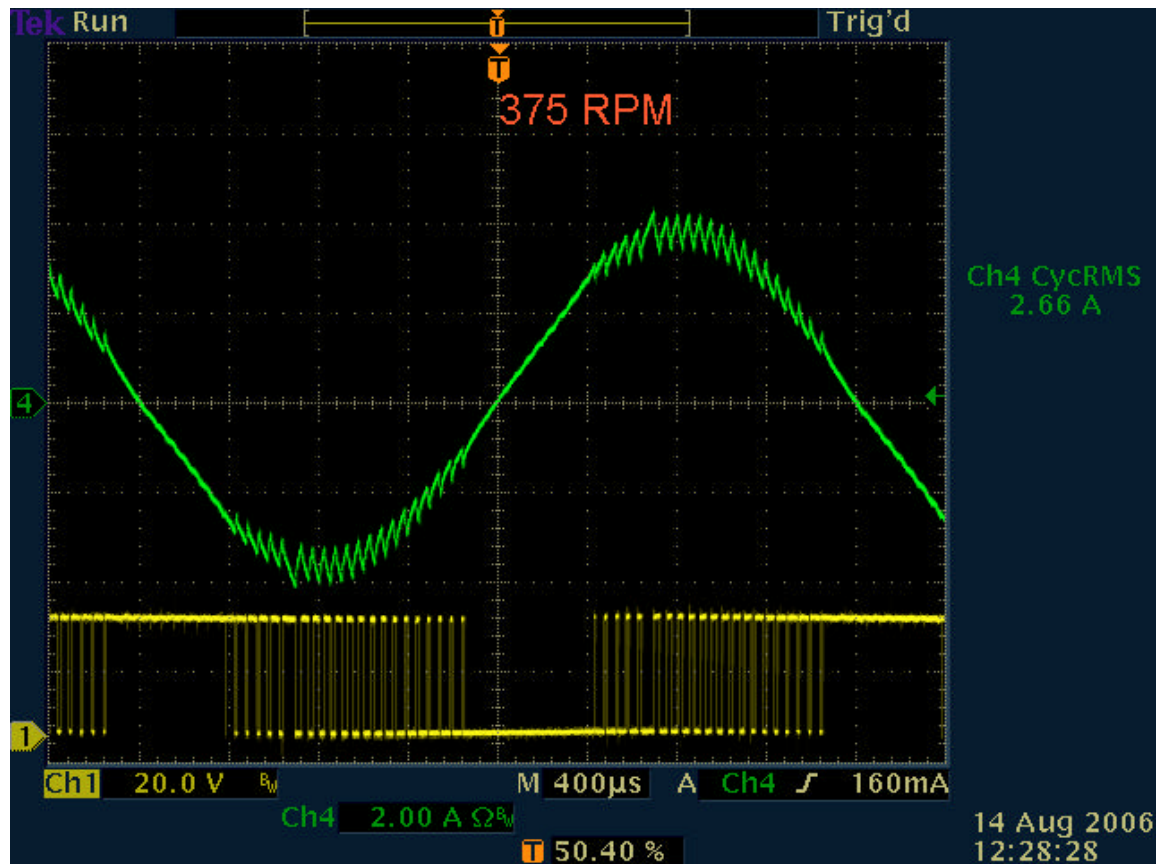 Tek Run Trig'd
T
T
375 RPM
Ch4 CycRMS
2.66 A
4
1
Ch1 20.0 V BW M 400µs A Ch4 ʃ 160mA
Ch4 2.00 A ΩBW
T 50.40 %
14 Aug 2006
12:28:28